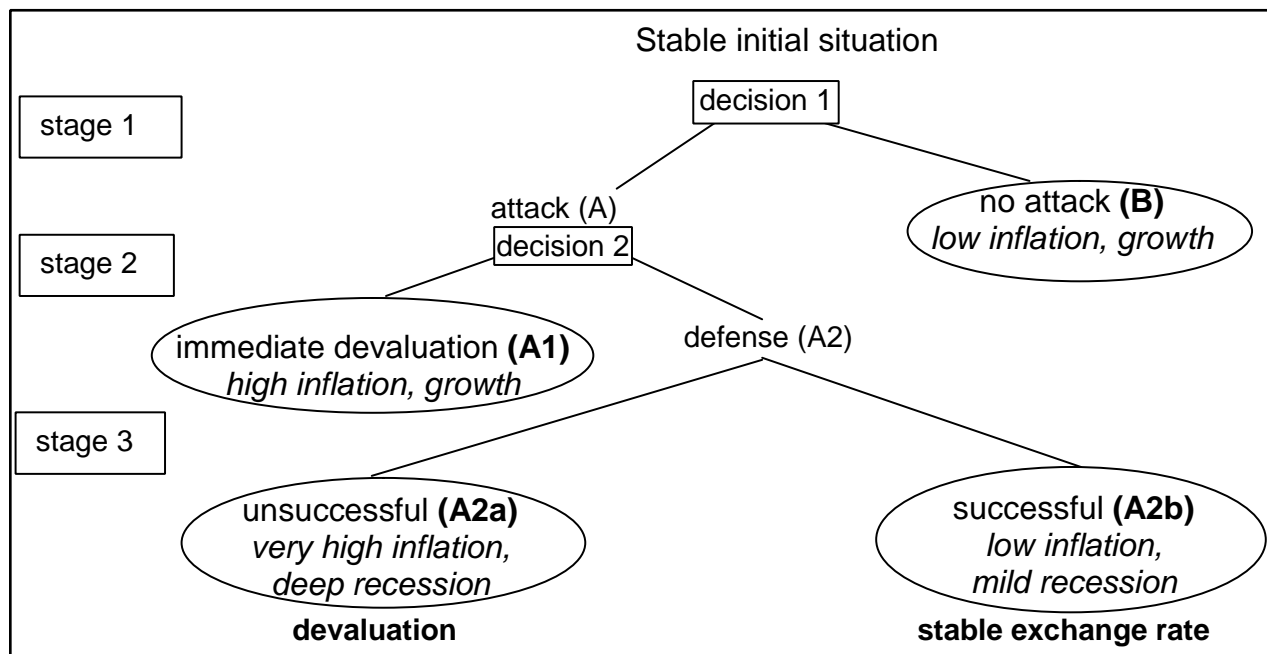 Stable initial situation
decision 1
stage 1
attack (A)
no attack (B)
low inflation, growth
decision 2
stage 2
immediate devaluation (A1)
high inflation, growth
defense (A2)
stage 3
unsuccessful (A2a)
very high inflation,
deep recession
devaluation
successful (A2b)
low inflation,
mild recession
stable exchange rate